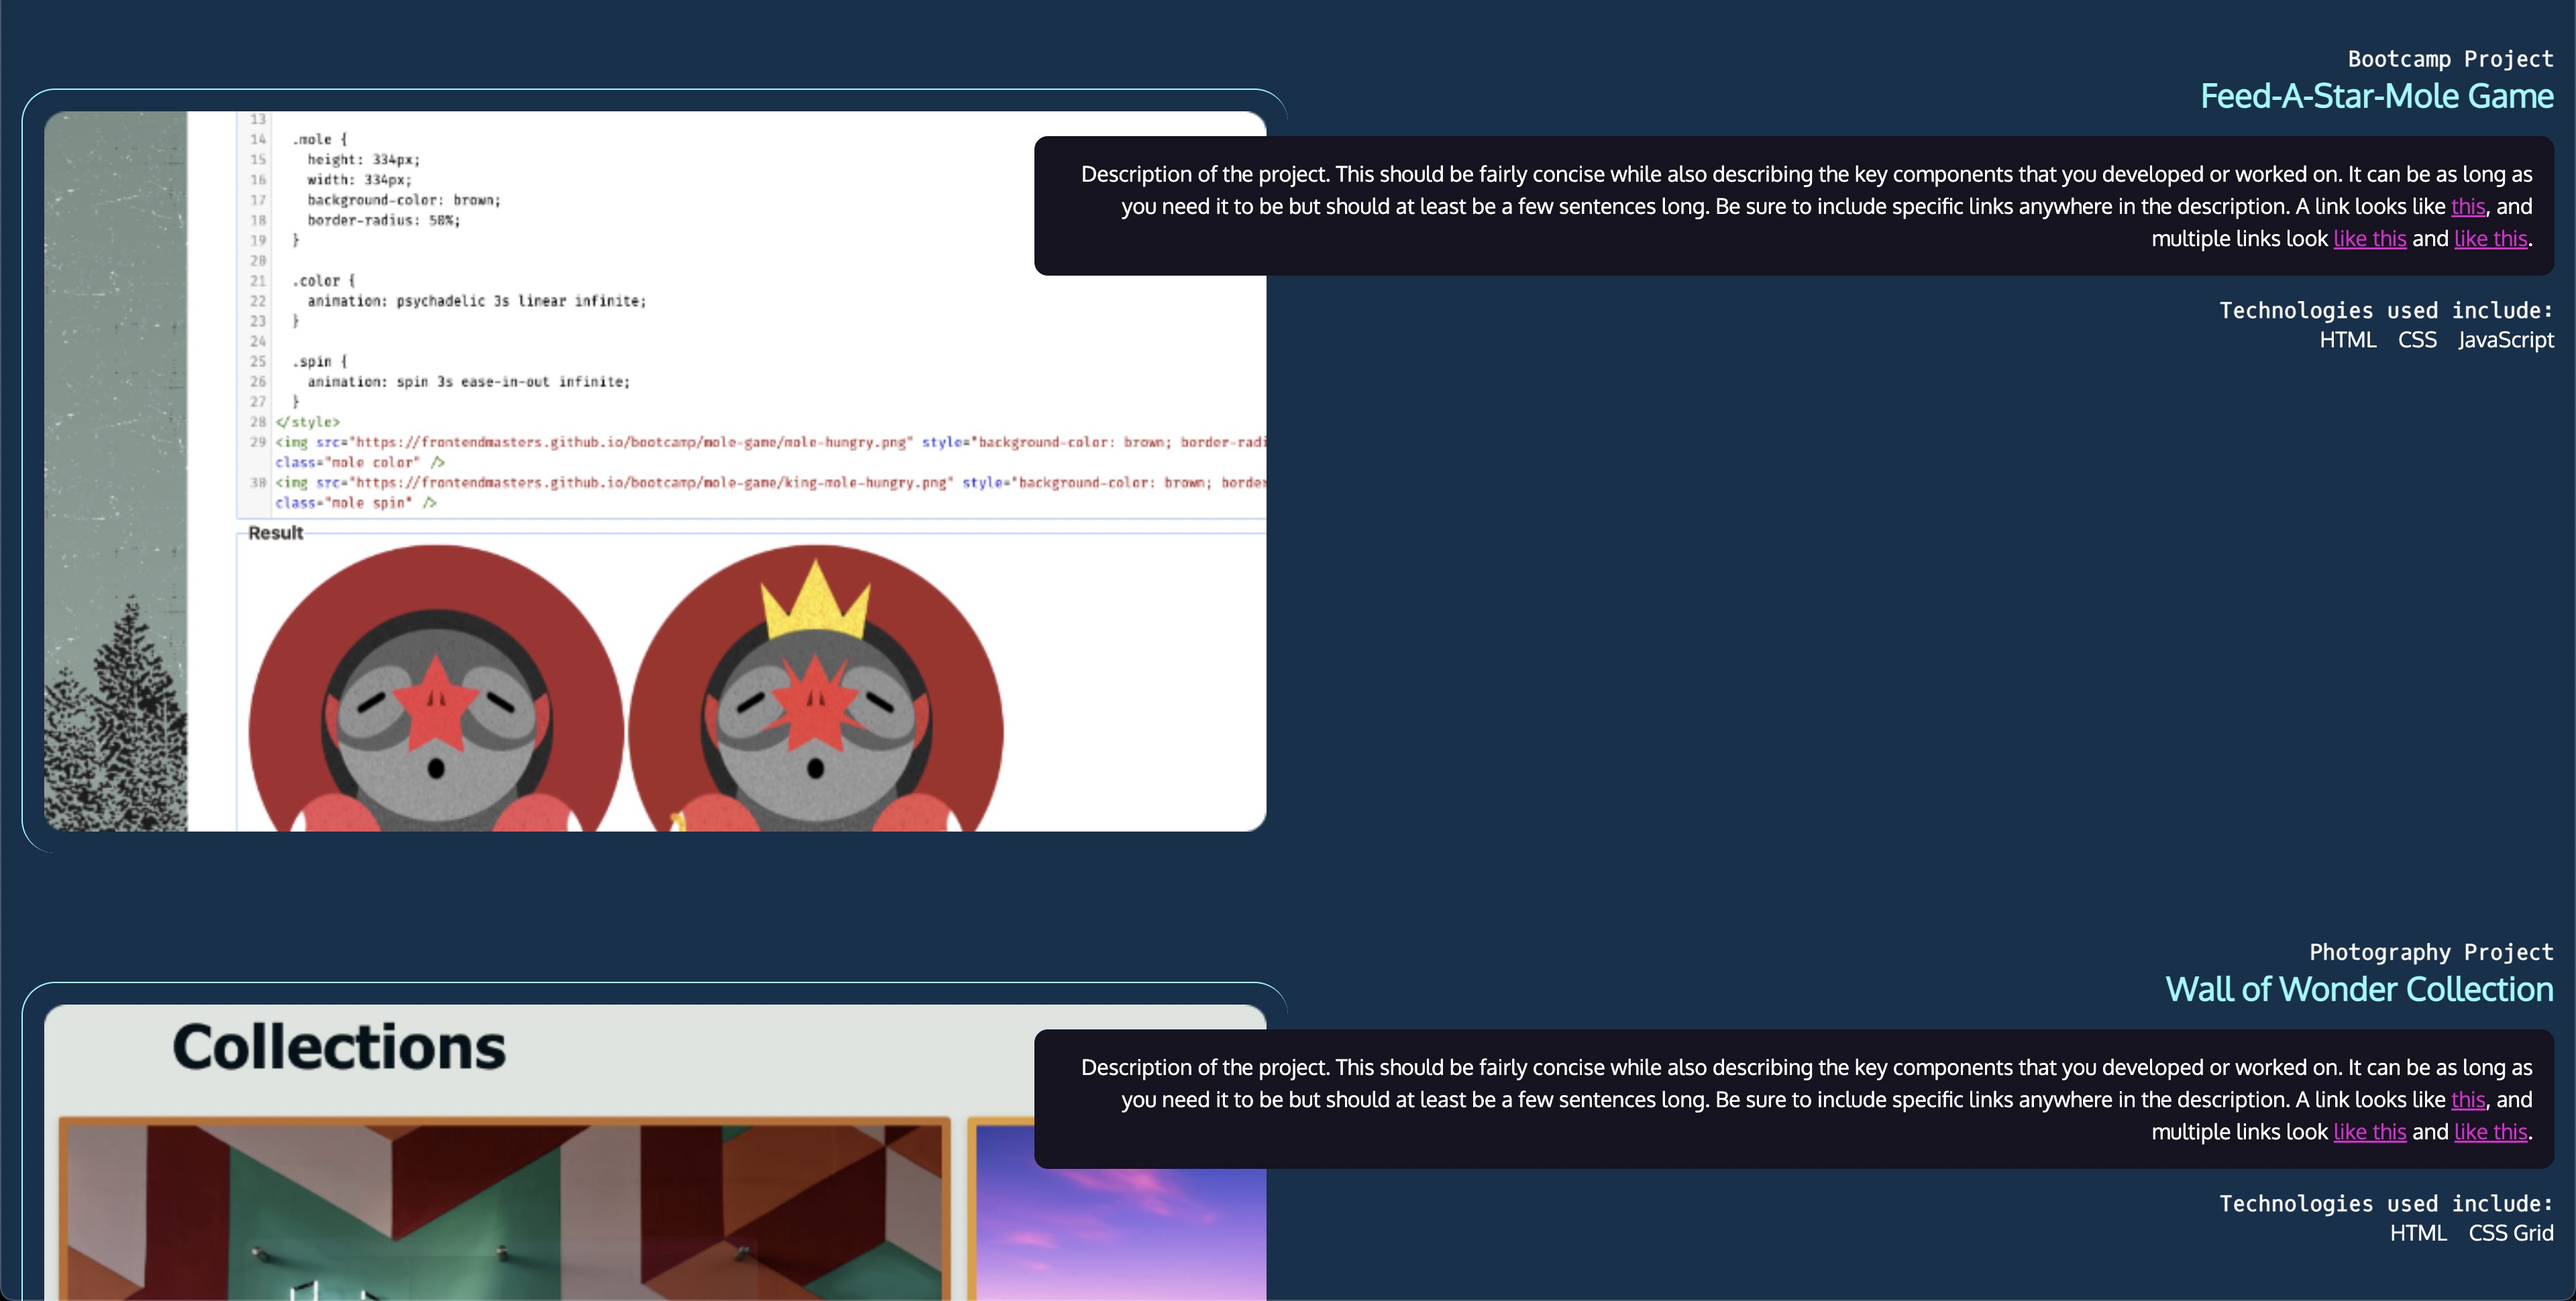 Bootcamp Project
Feed-A-Star-Mole Game
Description of the project. This should be fairly concise while also describing the key components that you developed or worked on. It can be as long as
you need it to be but should at least be a few sentences long. Be sure to include specific links anywhere in the description. A link looks like this, and
multiple links look like this and like this.
Technologies used include:
HTML CSS JavaScript
13
14 .mole {
15 height: 334px;
16 width: 334px;
17 background-color: brown;
18 border-radius: 50%;
19 }
20
21 .color {
22 animation: psychadelic 3s linear infinite;
23 }
24
25 .spin {
26 animation: spin 3s ease-in-out infinite;
27 }
28 </style>
29 <img src="https://frontendmasters.github.io/bootcamp/mole-game/mole-hungry.png" style="background-color: brown; border-radi
class="mole color" />
30 <img src="https://frontendmasters.github.io/bootcamp/mole-game/king-mole-hungry.png" style="background-color: brown; border
class="mole spin" />
Result
Photography Project
Wall of Wonder Collection
Description of the project. This should be fairly concise while also describing the key components that you developed or worked on. It can be as long as
you need it to be but should at least be a few sentences long. Be sure to include specific links anywhere in the description. A link looks like this, and
multiple links look like this and like this.
Technologies used include:
HTML CSS Grid
Collections